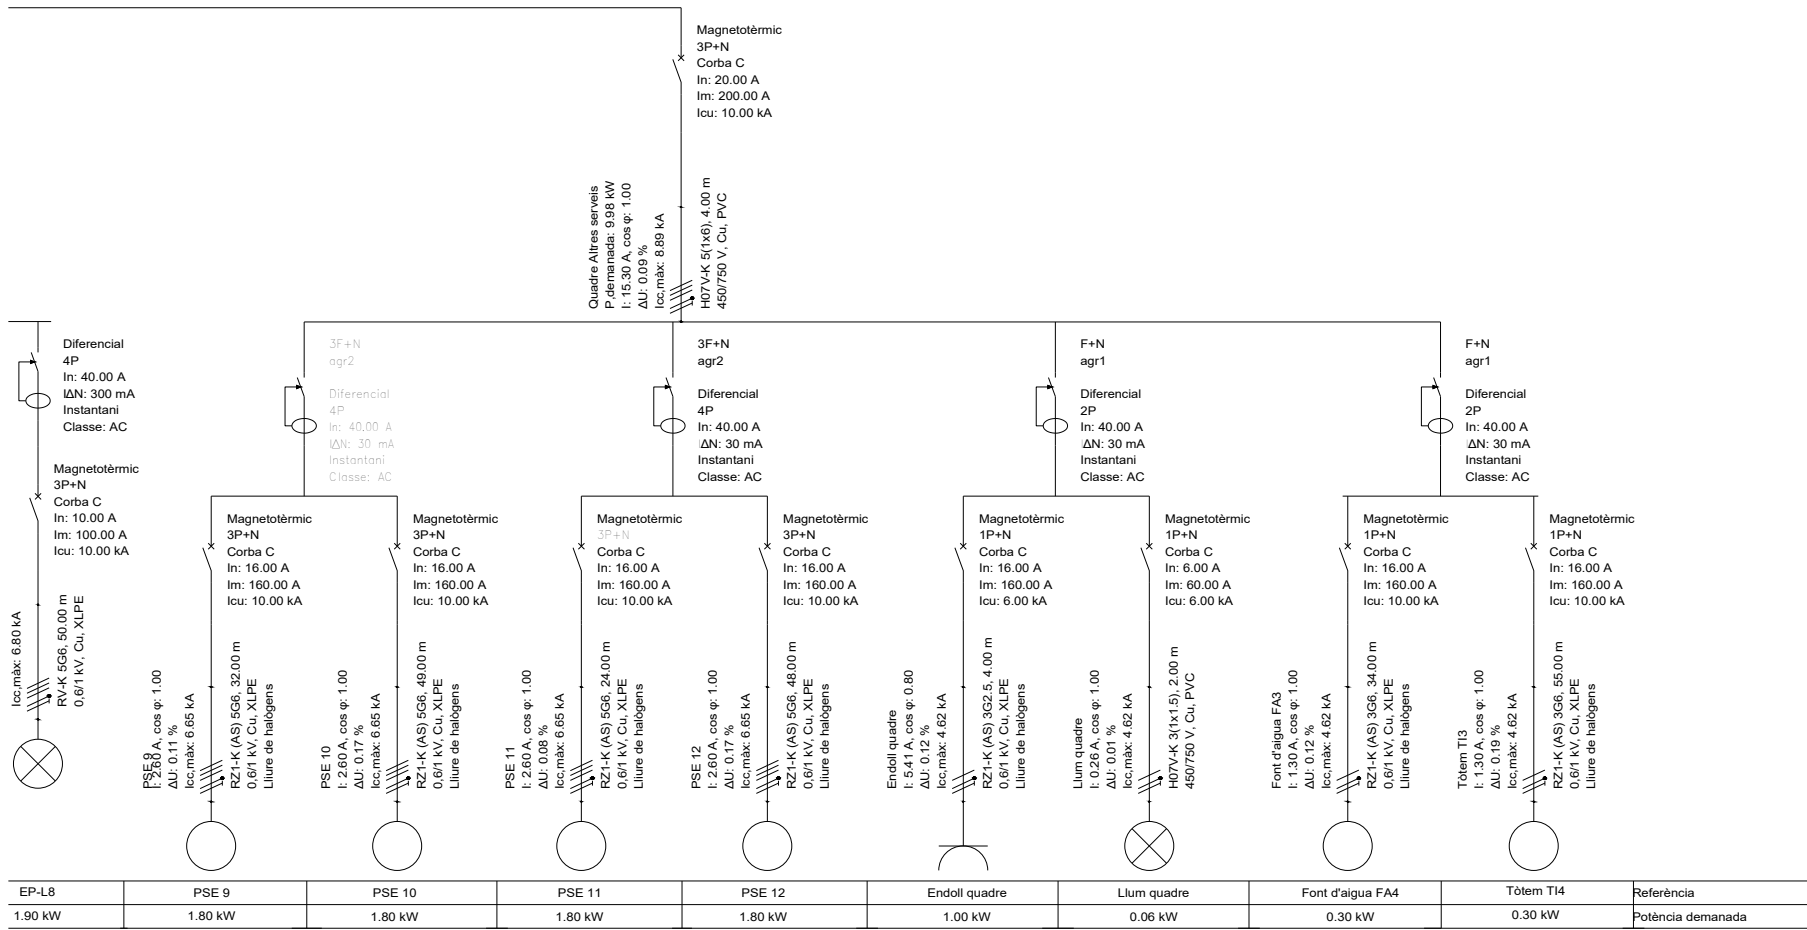 Magnetotèrmic
3P+N
Corba C
In: 20.00 A
Im: 200.00 A
Icu: 10.00 kA
Quadre Altres serveis
P,demanada: 9.98 kW
I: 15.30 A, cos φ: 1.00
ΔU: 0.09 %
Icc,màx: 8.89 kA
H07V-K 5(1x6), 4.00 m
450/750 V, Cu, PVC
Diferencial
4P
In: 40.00 A
IΔN: 300 mA
Instantani
Classe: AC
Magnetotèrmic
3P+N
Corba C
In: 10.00 A
Im: 100.00 A
Icu: 10.00 kA
Icc,màx: 6.80 kA
RV-K 5G6, 50.00 m
0,6/1 kV, Cu, XLPE
3F+N
agr2
Diferencial
4P
In: 40.00 A
IΔN: 30 mA
Instantani
Classe: AC
3F+N
agr2
Diferencial
4P
In: 40.00 A
IΔN: 30 mA
Instantani
Classe: AC
F+N
agr1
Diferencial
2P
In: 40.00 A
ΔN: 30 mA
Instantani
Classe: AC
F+N
agr1
Diferencial
2P
In: 40.00 A
ΔN: 30 mA
Instantani
Classe: AC
Magnetotèrmic
3P+N
Corba C
In: 16.00 A
Im: 160.00 A
Icu: 10.00 kA
PSE 9
I: 2.60 A, cos φ: 1.00
ΔU: 0.11 %
Icc,màx: 6.65 kA
RZ1-K (AS) 5G6, 32.00 m
0,6/1 kV, Cu, XLPE
Lliure de halògens
Magnetotèrmic
3P+N
Corba C
In: 16.00 A
Im: 160.00 A
Icu: 10.00 kA
PSE 10
I: 2.60 A, cos φ: 1.00
ΔU: 0.17 %
Icc,màx: 6.65 kA
RZ1-K (AS) 5G6, 49.00 m
0,6/1 kV, Cu, XLPE
Lliure de halògens
Magnetotèrmic
3P+N
Corba C
In: 16.00 A
Im: 160.00 A
Icu: 10.00 kA
PSE 11
I: 2.60 A, cos φ: 1.00
ΔU: 0.08 %
Icc,màx: 6.65 kA
RZ1-K (AS) 5G6, 24.00 m
0,6/1 kV, Cu, XLPE
Lliure de halògens
Magnetotèrmic
3P+N
Corba C
In: 16.00 A
Im: 160.00 A
Icu: 10.00 kA
PSE 12
I: 2.60 A, cos φ: 1.00
ΔU: 0.17 %
Icc,màx: 6.65 kA
RZ1-K (AS) 5G6, 48.00 m
0,6/1 kV, Cu, XLPE
Lliure de halògens
Magnetotèrmic
1P+N
Corba C
In: 16.00 A
Im: 160.00 A
Icu: 6.00 kA
Endoll quadre
I: 5.41 A, cos φ: 0.80
ΔU: 0.12 %
Icc,màx: 4.62 kA
RZ1-K (AS) 3G2.5, 4.00 m
0,6/1 kV, Cu, XLPE
Lliure de halògens
Magnetotèrmic
1P+N
Corba C
In: 6.00 A
Im: 60.00 A
Icu: 6.00 kA
Llum quadre
I: 0.26 A, cos φ: 1.00
ΔU: 0.01 %
Icc,màx: 4.62 kA
H07V-K 3(1x1.5), 2.00 m
450/750 V, Cu, PVC
Magnetotèrmic
1P+N
Corba C
In: 16.00 A
Im: 160.00 A
Icu: 10.00 kA
Font d'aigua FA3
I: 1.30 A, cos φ: 1.00
ΔU: 0.12 %
Icc,màx: 4.62 kA
RZ1-K (AS) 3G6, 34.00 m
0,6/1 kV, Cu, XLPE
Lliure de halògens
Magnetotèrmic
1P+N
Corba C
In: 16.00 A
Im: 160.00 A
Icu: 10.00 kA
Tòtem TI3
I: 1.30 A, cos φ: 1.00
ΔU: 0.19 %
Icc,màx: 4.62 kA
RZ1-K (AS) 3G6, 55.00 m
0,6/1 kV, Cu, XLPE
Lliure de halògens
EP-L8 PSE 9 PSE 10 PSE 11 PSE 12 Endoll quadre Llum quadre Font d'aigua FA4 Tòtem TI4 Referència
1.90 kW 1.80 kW 1.80 kW 1.80 kW 1.80 kW 1.00 kW 0.06 kW 0.30 kW 0.30 kW Potència demanada